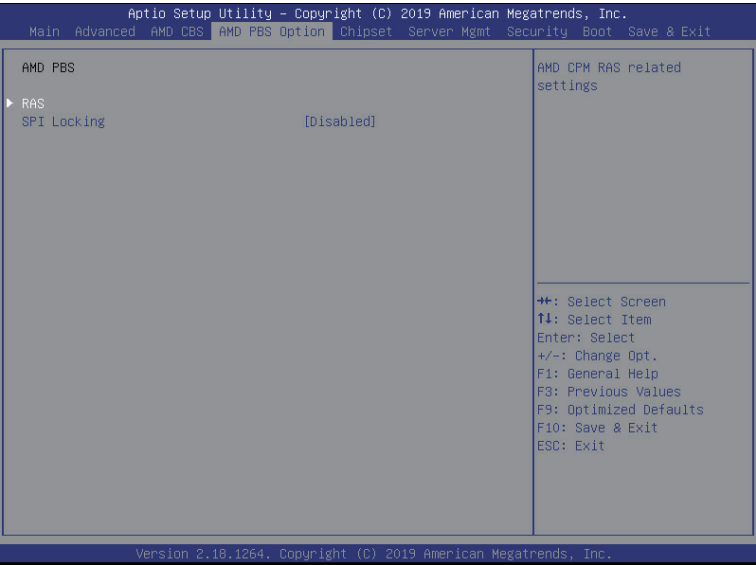 Aptio Setup Utility – Copyright (C) 2019 American Megatrends, Inc.
Main Advanced AMD CBS AMD PBS Option Chipset Server Mgmt Security Boot Save & Exit
AMD PBS
RAS
SPI Locking [Disabled]
AMD CPM RAS related
settings
→←: Select Screen
↑↓: Select Item
Enter: Select
+/-: Change Opt.
F1: General Help
F3: Previous Values
F9: Optimized Defaults
F10: Save & Exit
ESC: Exit
Version 2.18.1264. Copyright (C) 2019 American Megatrends, Inc.